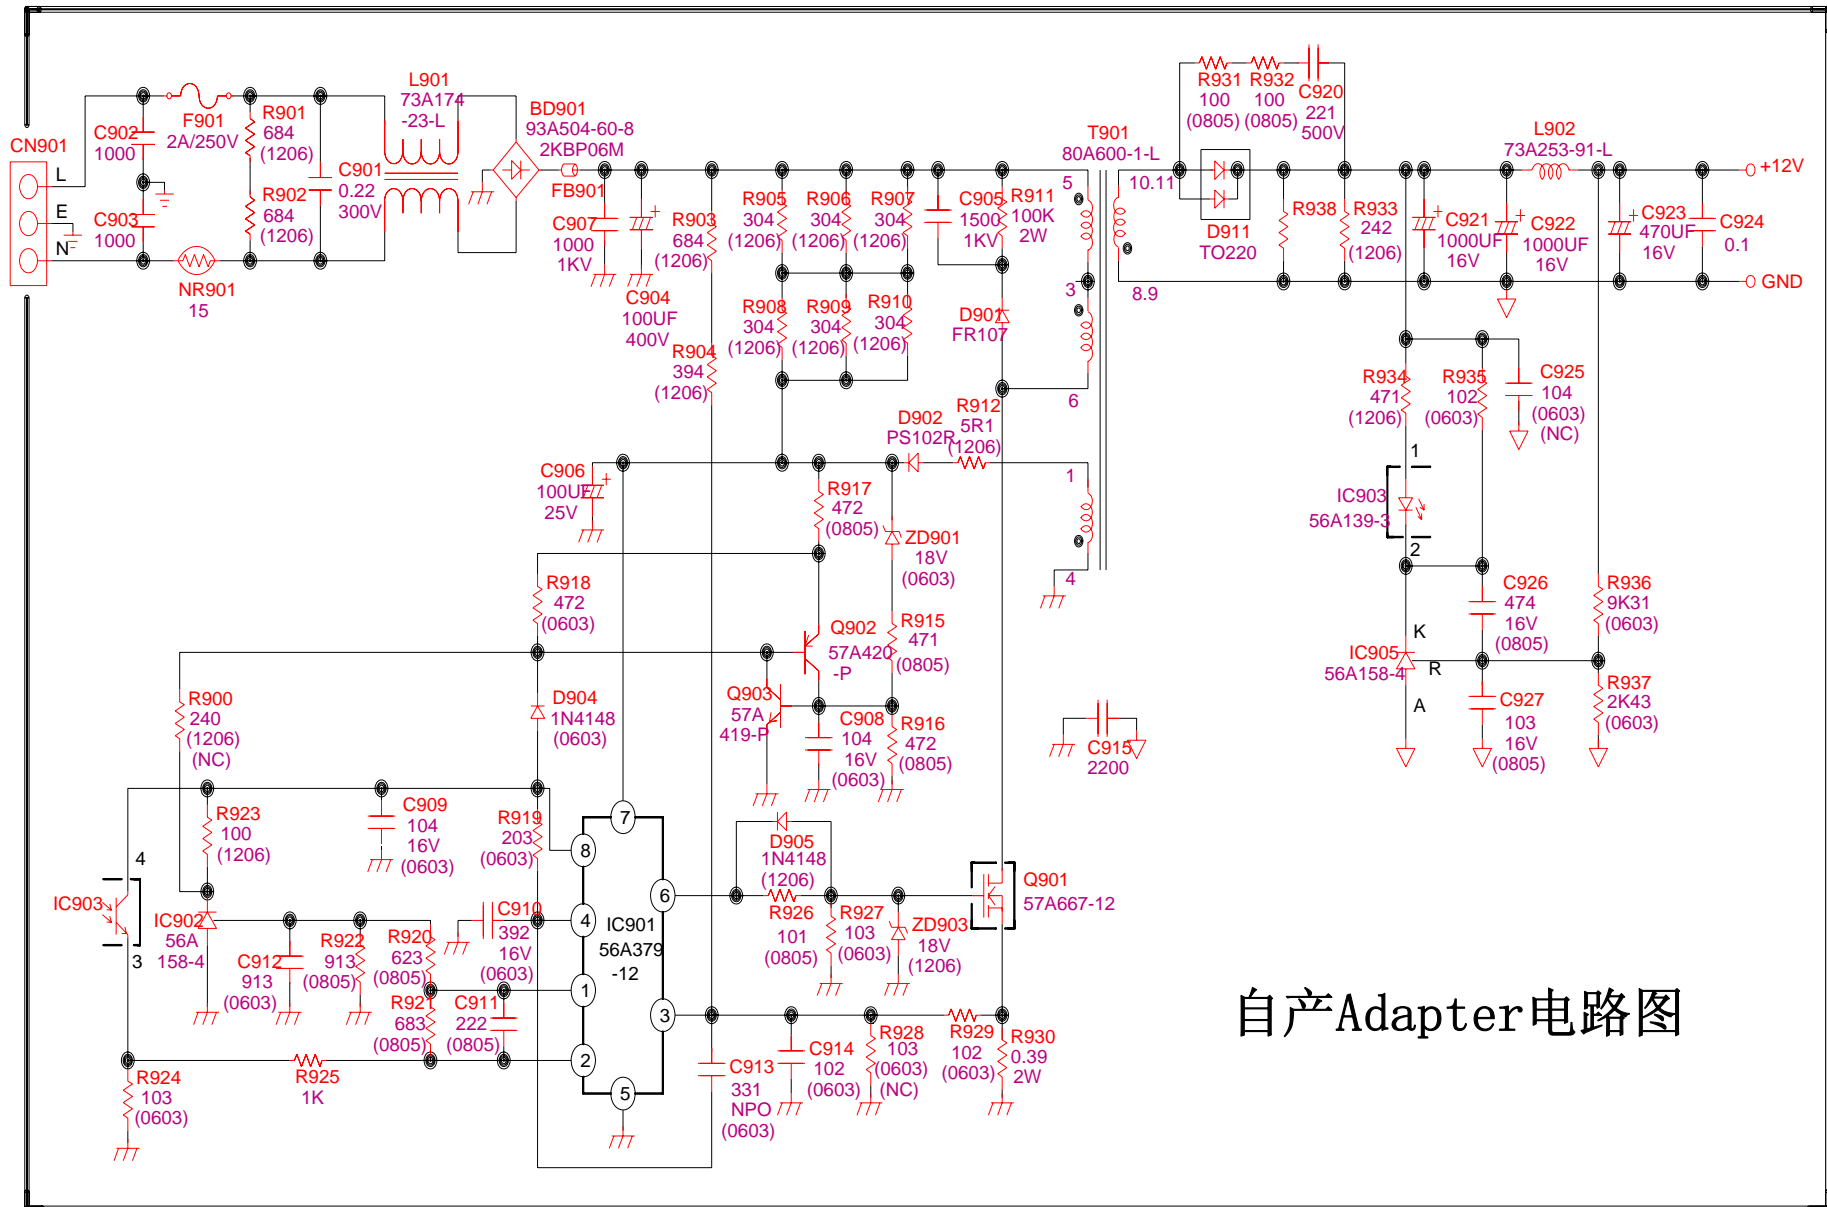 CN901
L
E
N
C902
1000
C903
1000
F901
2A/250V
NR901
15
R901
684
(1206)
R902
684
(1206)
C901
0.22
300V
L901
73A174
-23-L
BD901
93A504-60-8
2KBP06M
FB901
C907
1000
1KV
C904
100UF
400V
R903
684
(1206)
R904
394
(1206)
R905
304
(1206)
R906
304
(1206)
R907
304
(1206)
R908
304
(1206)
R909
304
(1206)
R910
304
(1206)
C905
1500
1KV
R911
100K
2W
D901
FR107
T901
80A600-1-L
5
3
6
1
4
10.11
8.9
R931
100
(0805)
R932
100
(0805)
C920
221
500V
D911
TO220
R938
R933
242
(1206)
C921
1000UF
16V
C922
1000UF
16V
L902
73A253-91-L
C923
470UF
16V
C924
0.1
+12V
GND
R934
471
(1206)
R935
102
(0603)
C925
104
(0603)
(NC)
1
IC903
56A139-3
2
C926
474
16V
(0805)
R936
9K31
(0603)
K
IC905
R
56A158-4
A
C927
103
16V
(0805)
R937
2K43
(0603)
C915
2200
D902
PS102R
R912
5R1
(1206)
C906
100UF
25V
R917
472
(0805)
ZD901
18V
(0603)
R918
472
(0603)
Q902
57A420
-P
R915
471
(0805)
Q903
57A
419-P
C908
104
16V
(0603)
R916
472
(0805)
R900
240
(1206)
(NC)
D904
1N4148
(0603)
R923
100
(1206)
C909
104
16V
(0603)
R919
203
(0603)
4
IC903
3
IC902
56A
158-4
C912
913
(0603)
R922
913
(0805)
R920
623
(0805)
C910
392
16V
(0603)
R921
683
(0805)
C911
222
(0805)
R924
103
(0603)
R925
1K
7
8
6
4
IC901
56A379
-12
1
3
2
5
D905
1N4148
(1206)
R926
101
(0805)
R927
103
(0603)
ZD903
18V
(1206)
Q901
57A667-12
C913
331
NPO
(0603)
C914
102
(0603)
R928
103
(0603)
(NC)
R929
102
(0603)
R930
0.39
2W
自产Adapter电路图